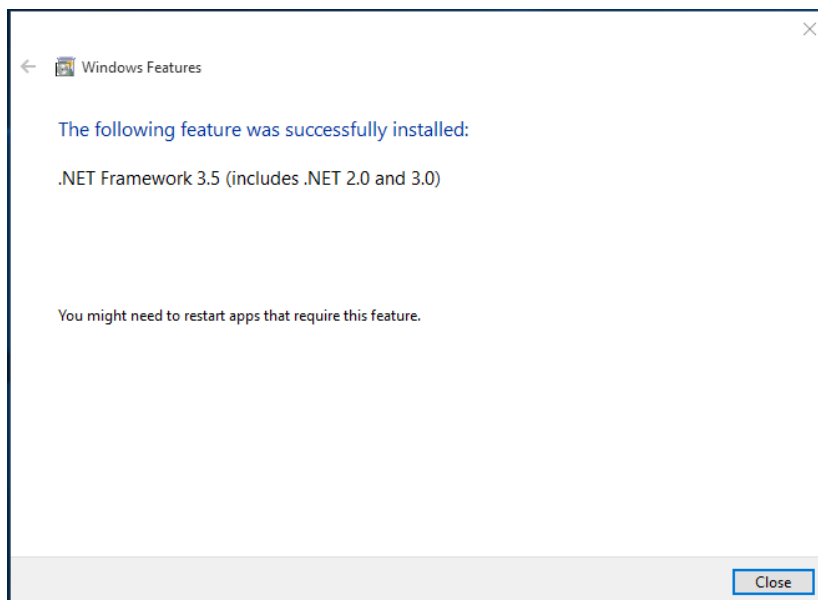 Windows Features
The following feature was successfully installed:
.NET Framework 3.5 (includes .NET 2.0 and 3.0)
You might need to restart apps that require this feature.
Close